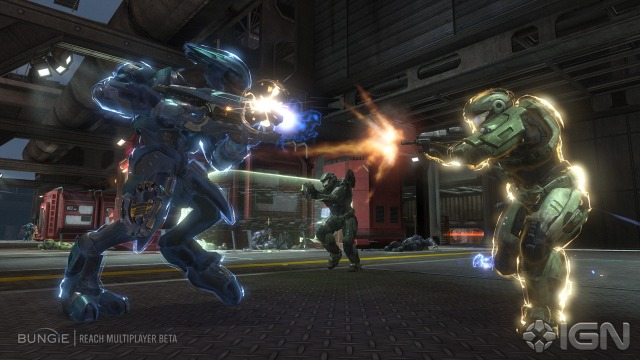 BUNGIE | REACH MULTIPLAYER BETA
IGN